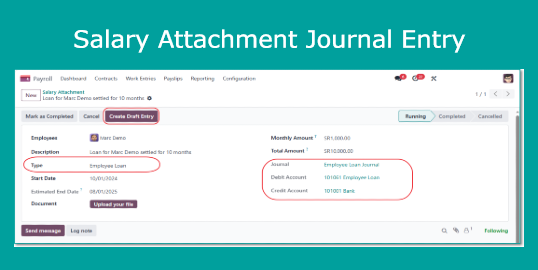 Salary Attachment Journal Entry
Payroll Dashboard Contracts Work Entries Payslips Reporting Configuration
New Salary Attachment
Loan for Marc Demo settled for 10 months
1 / 1
Mark as Completed Cancel Create Draft Entry Running Completed Cancelled
Employees Marc Demo Monthly Amount ? SR1,000.00
Description Loan for Marc Demo settled for 10 months Total Amount ? SR10,000.00
Type Employee Loan Journal Employee Loan Journal
Start Date 10/01/2024 Debit Account 101061 Employee Loan
Estimated End Date ? 08/01/2025 Credit Account 101001 Bank
Document Upload your file
Send message Log note 1 Following